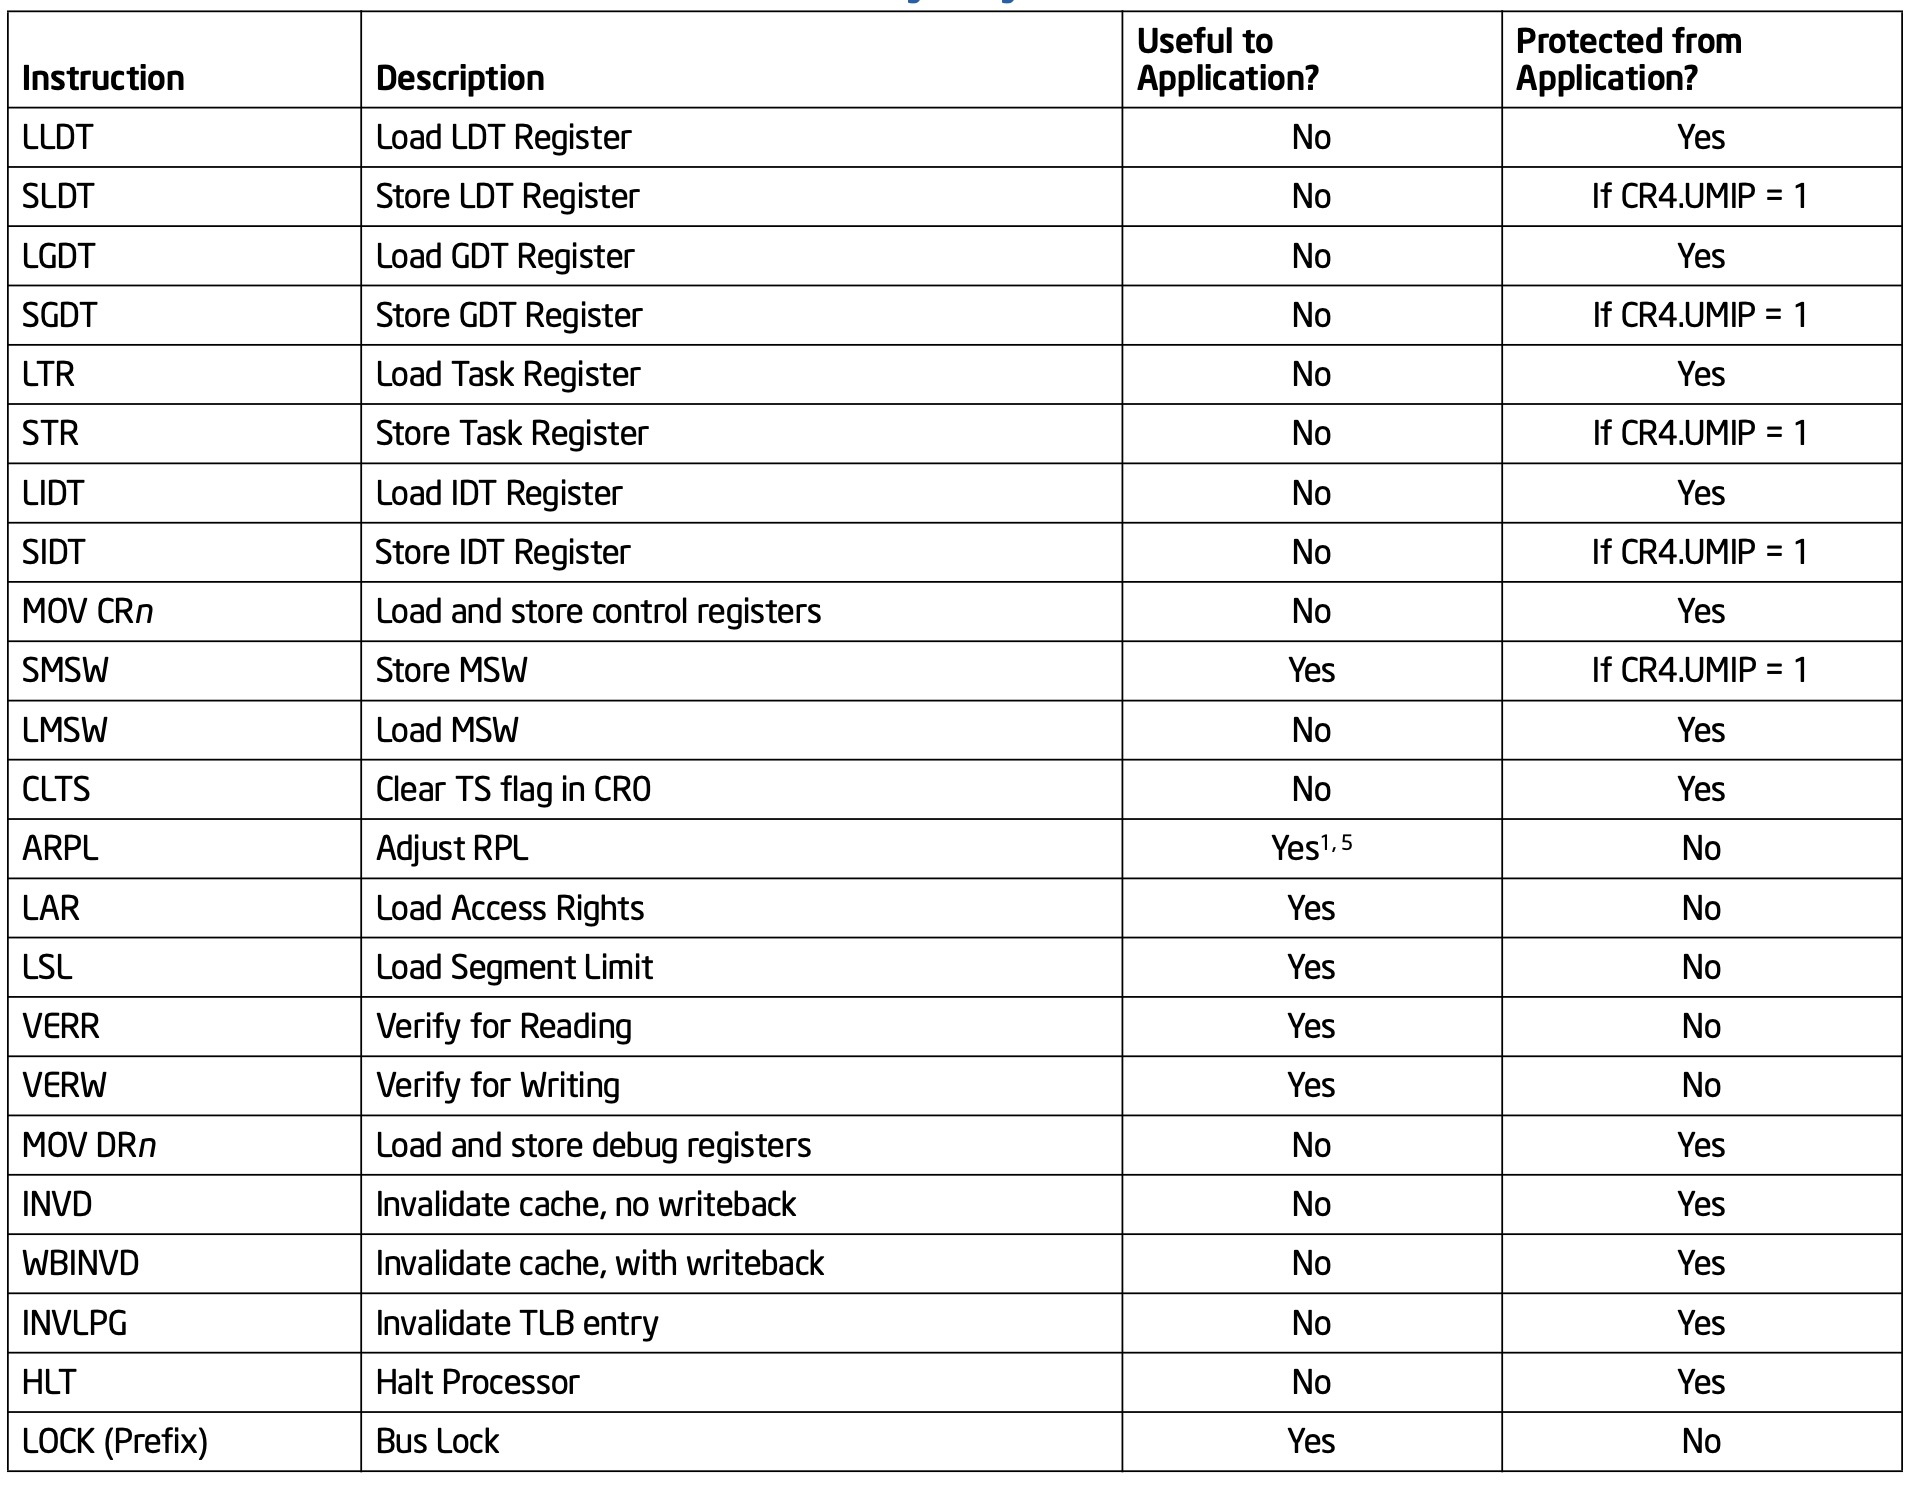 Instruction Description Useful to Application? Protected from Application?
LLDT Load LDT Register No Yes
SLDT Store LDT Register No If CR4.UMIP = 1
LGDT Load GDT Register No Yes
SGDT Store GDT Register No If CR4.UMIP = 1
LTR Load Task Register No Yes
STR Store Task Register No If CR4.UMIP = 1
LIDT Load IDT Register No Yes
SIDT Store IDT Register No If CR4.UMIP = 1
MOV CRn Load and store control registers No Yes
SMSW Store MSW Yes If CR4.UMIP = 1
LMSW Load MSW No Yes
CLTS Clear TS flag in CR0 No Yes
ARPL Adjust RPL Yes1, 5 No
LAR Load Access Rights Yes No
LSL Load Segment Limit Yes No
VERR Verify for Reading Yes No
VERW Verify for Writing Yes No
MOV DRn Load and store debug registers No Yes
INVD Invalidate cache, no writeback No Yes
WBINVD Invalidate cache, with writeback No Yes
INVLPG Invalidate TLB entry No Yes
HLT Halt Processor No Yes
LOCK (Prefix) Bus Lock Yes No